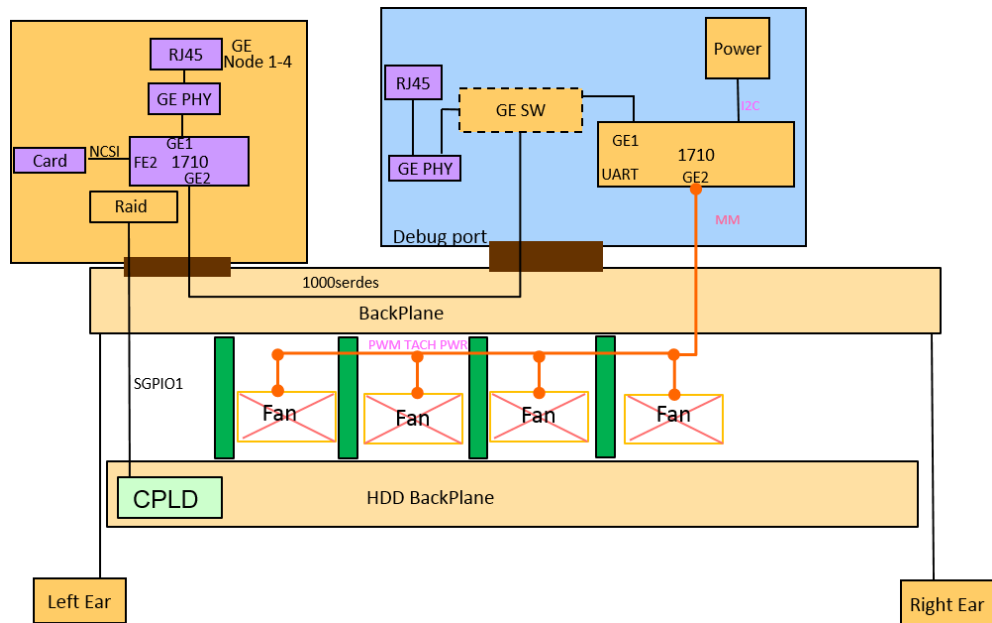 RJ45
GE
Node 1-4
GE PHY
GE1
Card
NCSI
FE2
1710
GE2
Raid
Power
RJ45
GE SW
I2C
GE1
1710
GE PHY
UART
GE2
MM
Debug port
1000serdes
BackPlane
PWM TACH PWR
SGPIO1
Fan
Fan
Fan
Fan
CPLD
HDD BackPlane
Left Ear
Right Ear